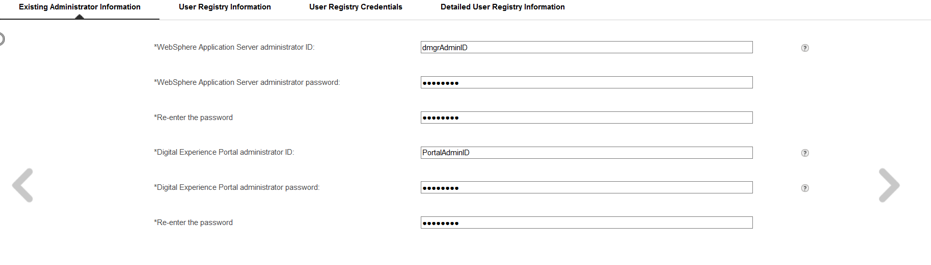 Existing Administrator Information User Registry Information User Registry Credentials Detailed User Registry Information
*WebSphere Application Server administrator ID: dmgrAdminID ?
*WebSphere Application Server administrator password: ●●●●●●●●
*Re-enter the password ●●●●●●●●
*Digital Experience Portal administrator ID: PortalAdminID ?
*Digital Experience Portal administrator password: ●●●●●●●● ?
*Re-enter the password ●●●●●●●●